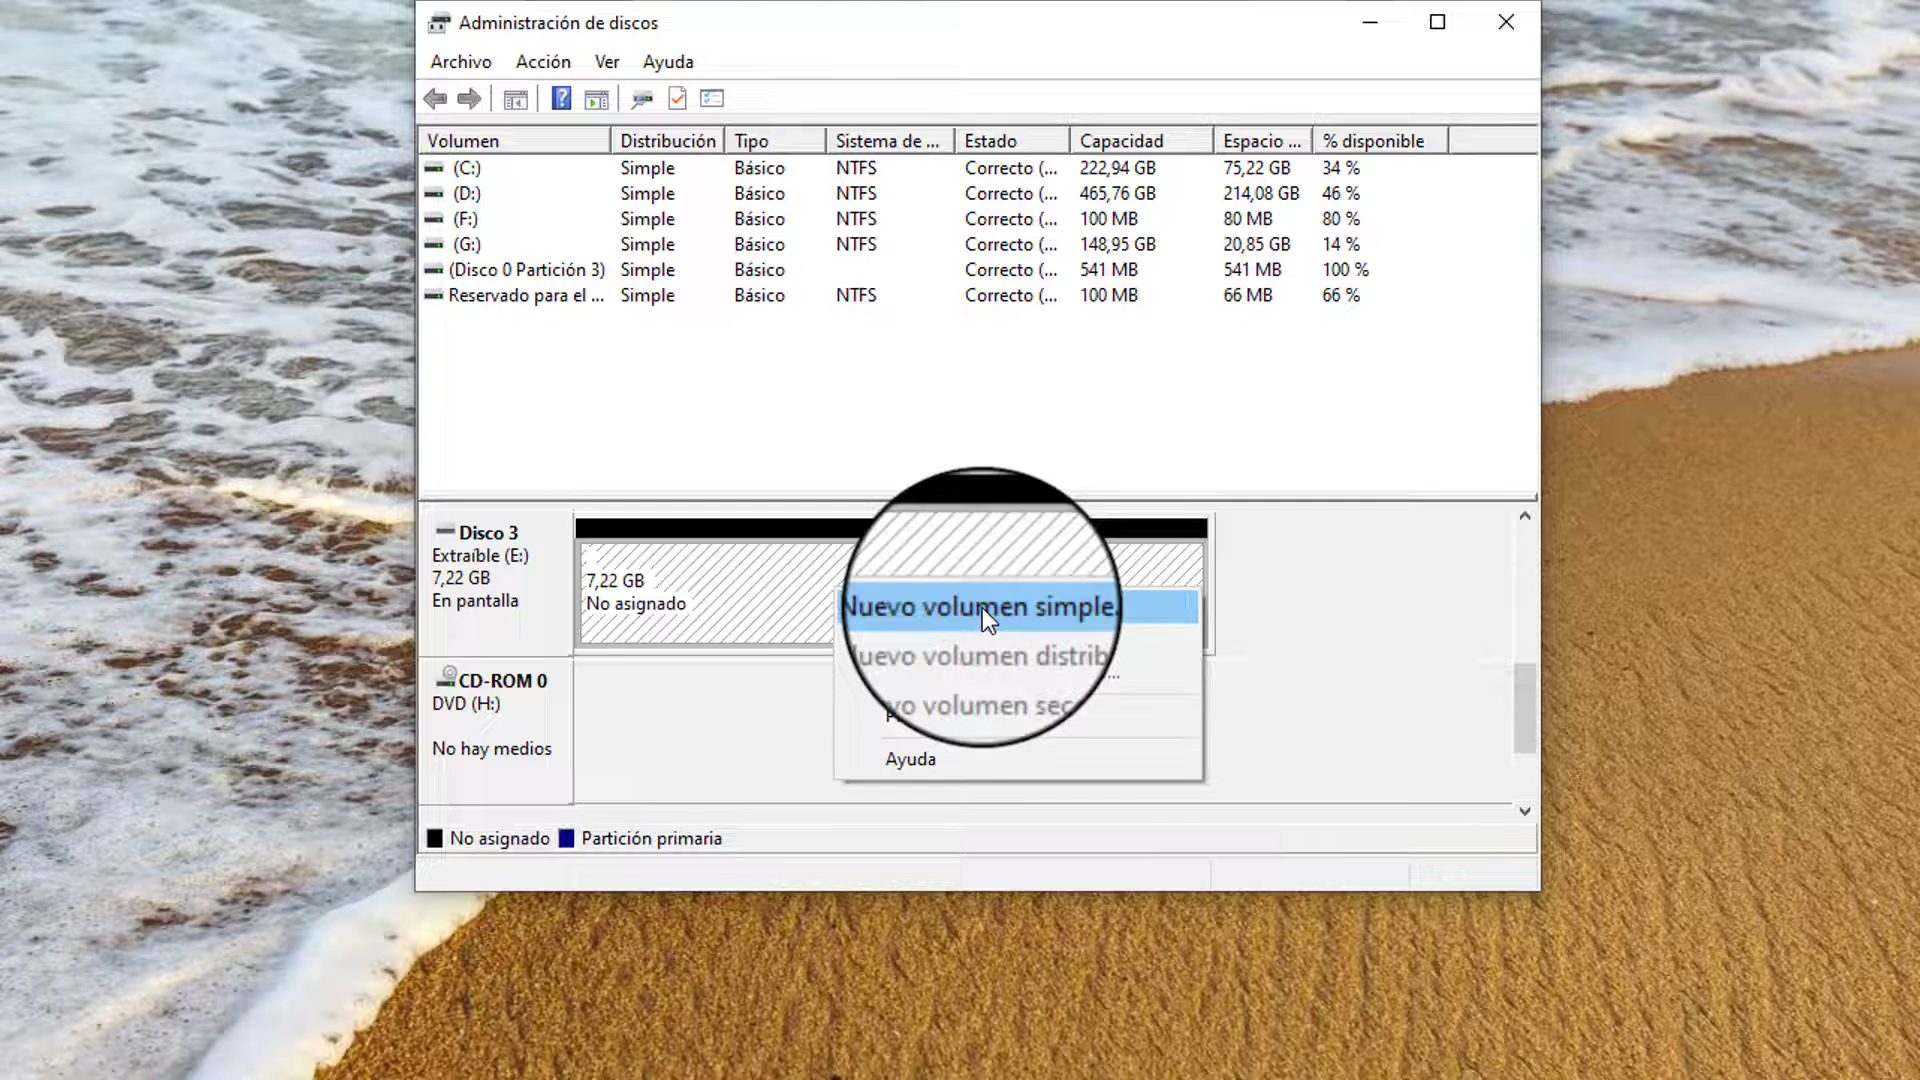 Administración de discos
Archivo Acción Ver Ayuda
Volumen Distribución Tipo Sistema de ... Estado Capacidad Espacio ... % disponible
(C:) Simple Básico NTFS Correcto (... 222,94 GB 75,22 GB 34 %
(D:) Simple Básico NTFS Correcto (... 465,76 GB 214,08 GB 46 %
(F:) Simple Básico NTFS Correcto (... 100 MB 80 MB 80 %
(G:) Simple Básico NTFS Correcto (... 148,95 GB 20,85 GB 14 %
(Disco 0 Partición 3) Simple Básico Correcto (... 541 MB 541 MB 100 %
Reservado para el ... Simple Básico NTFS Correcto (... 100 MB 66 MB 66 %
Disco 3
Extraíble (E:)
7,22 GB
En pantalla
7,22 GB
No asignado
Nuevo volumen simple.
uevo volumen distrib
...
vo volumen sec
Ayuda
CD-ROM 0
DVD (H:)
No hay medios
No asignado Partición primaria